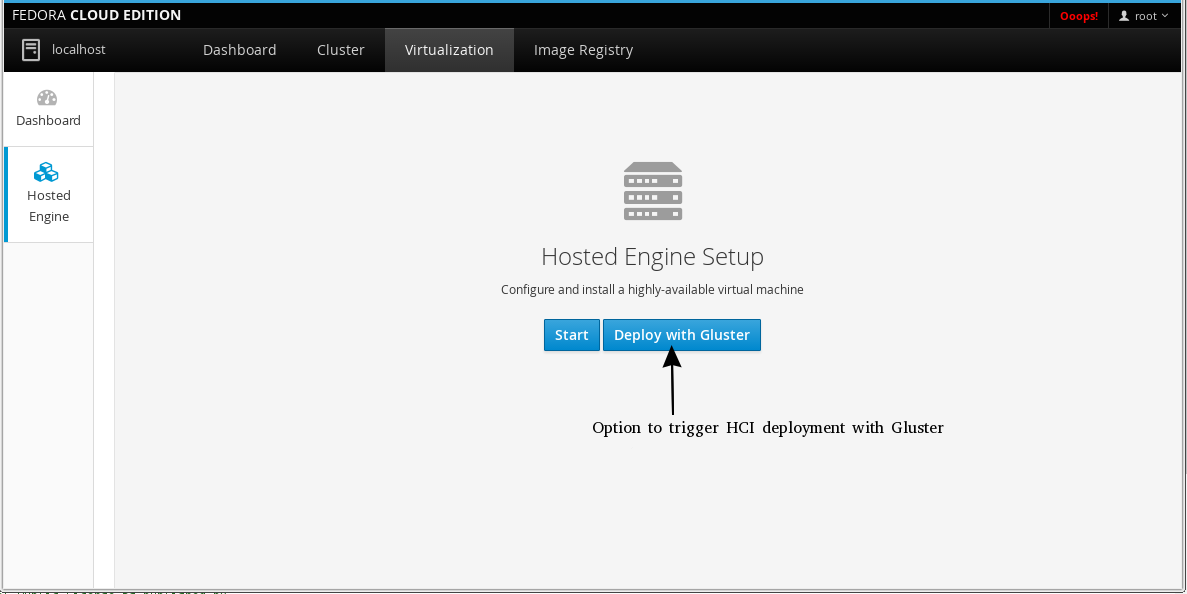 FEDORA CLOUD EDITION
Ooops!
root
localhost
Dashboard
Cluster
Virtualization
Image Registry
Dashboard
Hosted
Engine
Hosted Engine Setup
Configure and install a highly-available virtual machine
Start
Deploy with Gluster
Option to trigger HCI deployment with Gluster